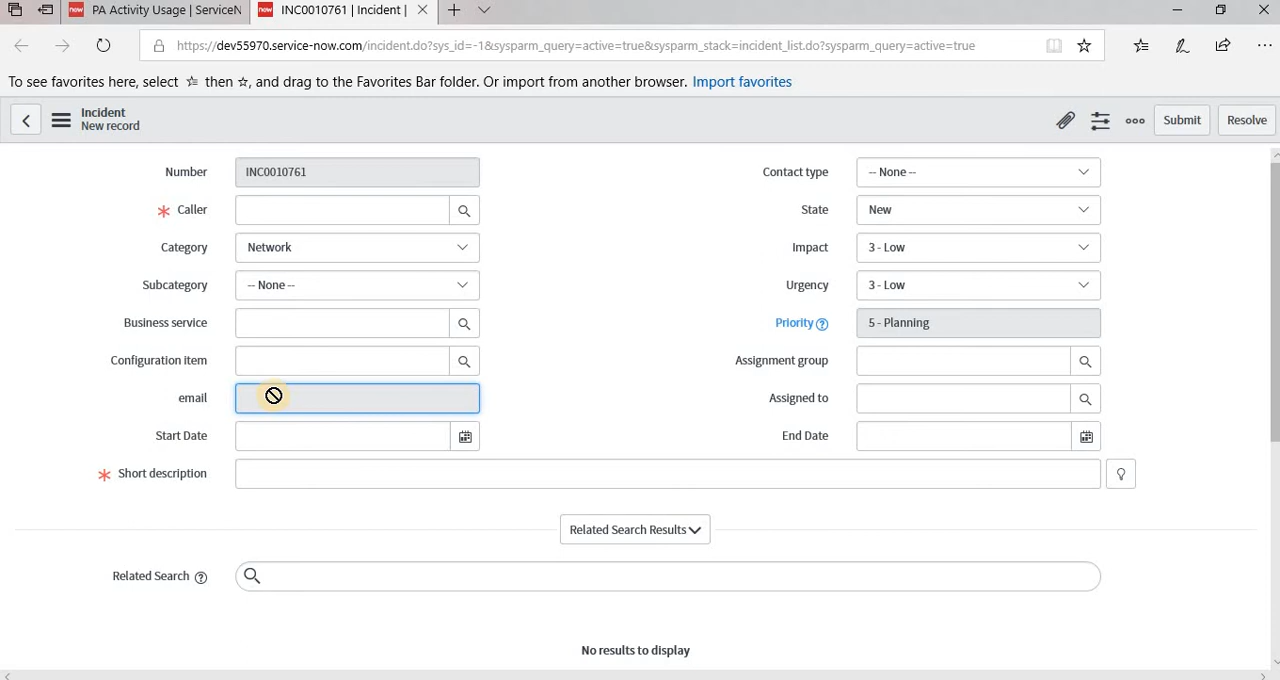 PA Activity Usage | ServiceN
INC0010761 | Incident |
https://dev55970.service-now.com/incident.do?sys_id=-1&sysparm_query=active=true&sysparm_stack=incident_list.do?sysparm_query=active=true
To see favorites here, select then , and drag to the Favorites Bar folder. Or import from another browser. Import favorites
Incident
New record
Submit
Resolve
Number INC0010761 Contact type -- None --
Caller State New
Category Network Impact 3 - Low
Subcategory -- None -- Urgency 3 - Low
Business service Priority 5 - Planning
Configuration item Assignment group
email Assigned to
Start Date End Date
Short description
Related Search Results
Related Search
No results to display